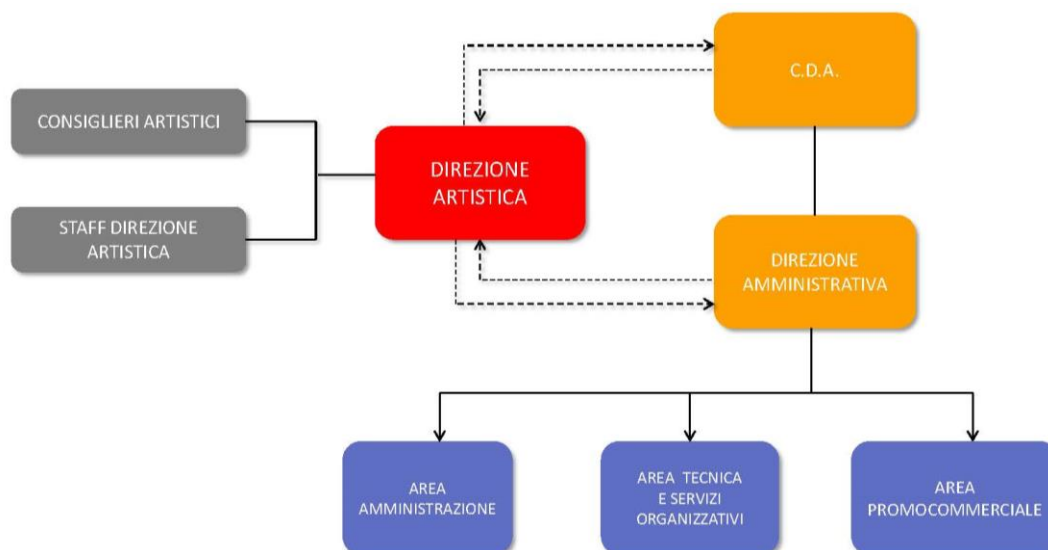 C.D.A.
CONSIGLIERI ARTISTICI
DIREZIONE
ARTISTICA
STAFF DIREZIONE
ARTISTICA
DIREZIONE
AMMINISTRATIVA
AREA
AMMINISTRAZIONE
AREA TECNICA
E SERVIZI
ORGANIZZATIVI
AREA
PROMOCOMMERCIALE